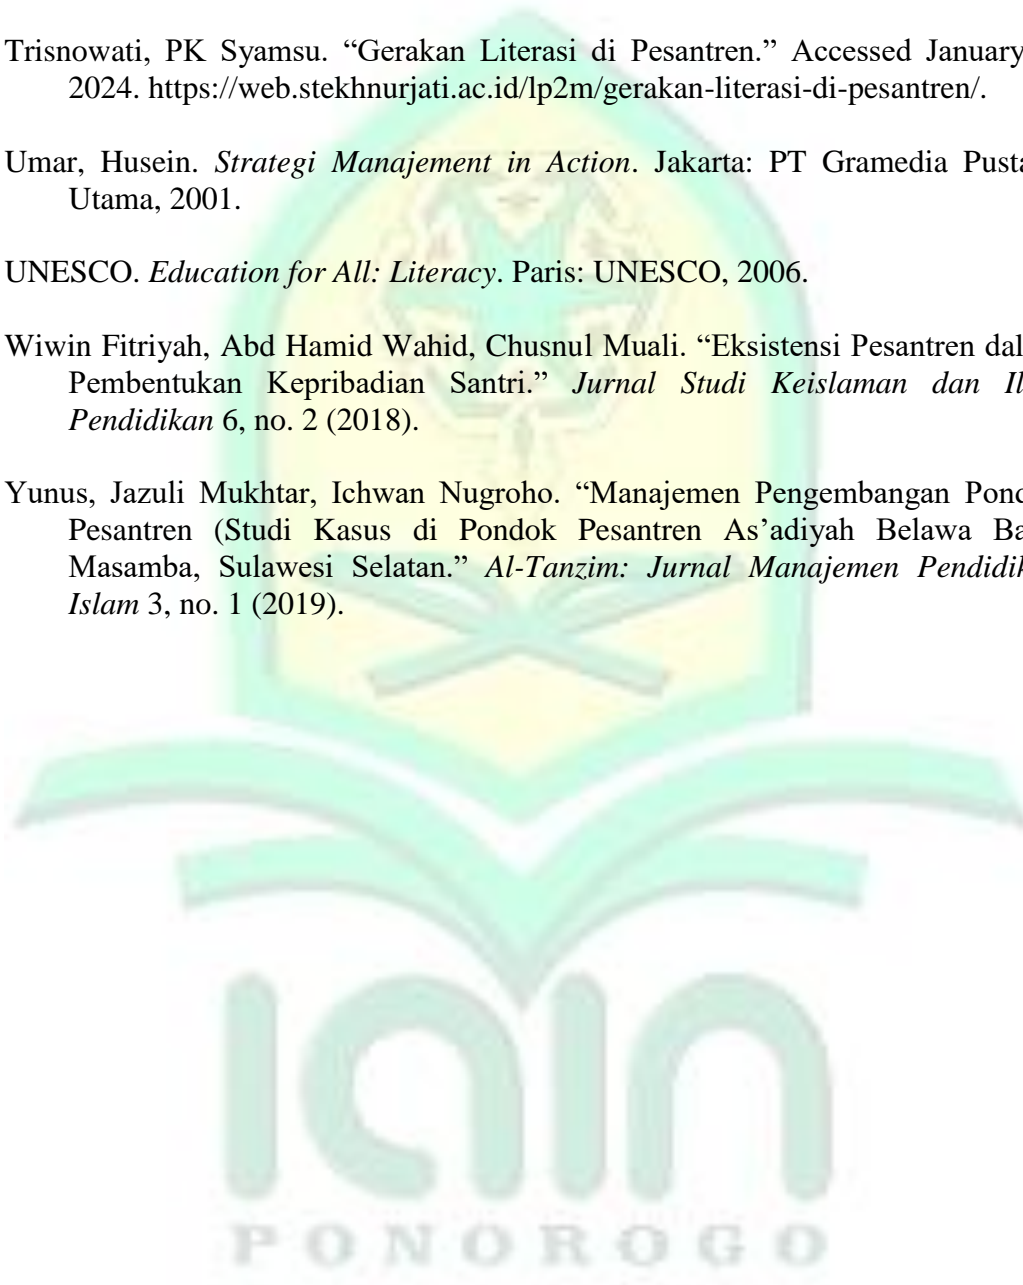 Trisnowati, PK Syamsu. “Gerakan Literasi di Pesantren.” Accessed January
2024. https://web.stekhnurjati.ac.id/lp2m/gerakan-literasi-di-pesantren/.
Umar, Husein. Strategi Manajement in Action. Jakarta: PT Gramedia Pusta
Utama, 2001.
UNESCO. Education for All: Literacy. Paris: UNESCO, 2006.
Wiwin Fitriyah, Abd Hamid Wahid, Chusnul Muali. “Eksistensi Pesantren dal
Pembentukan Kepribadian Santri.” Jurnal Studi Keislaman dan Il
Pendidikan 6, no. 2 (2018).
Yunus, Jazuli Mukhtar, Ichwan Nugroho. “Manajemen Pengembangan Pond
Pesantren (Studi Kasus di Pondok Pesantren As’adiyah Belawa Ba
Masamba, Sulawesi Selatan.” Al-Tanzim: Jurnal Manajemen Pendidik
Islam 3, no. 1 (2019).
iain
PONOROGO